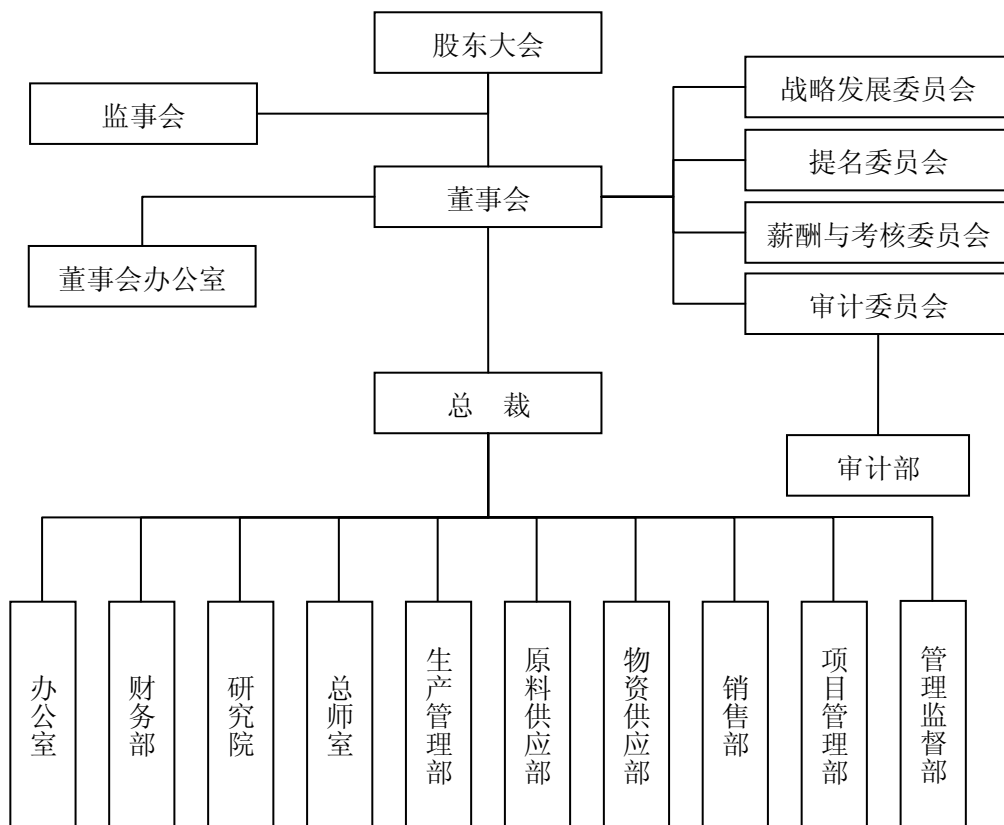 股东大会
监事会
战略发展委员会
提名委员会
董事会
薪酬与考核委员会
董事会办公室
审计委员会
总 裁
审计部
办公室
财务部
研究院
总师室
生产管理部
原料供应部
物资供应部
销售部
项目管理部
管理监督部